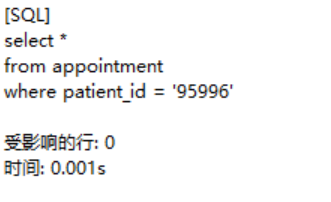 [SQL]
select *
from appointment
where patient_id = '95996'
受影响的行: 0
时间: 0.001s